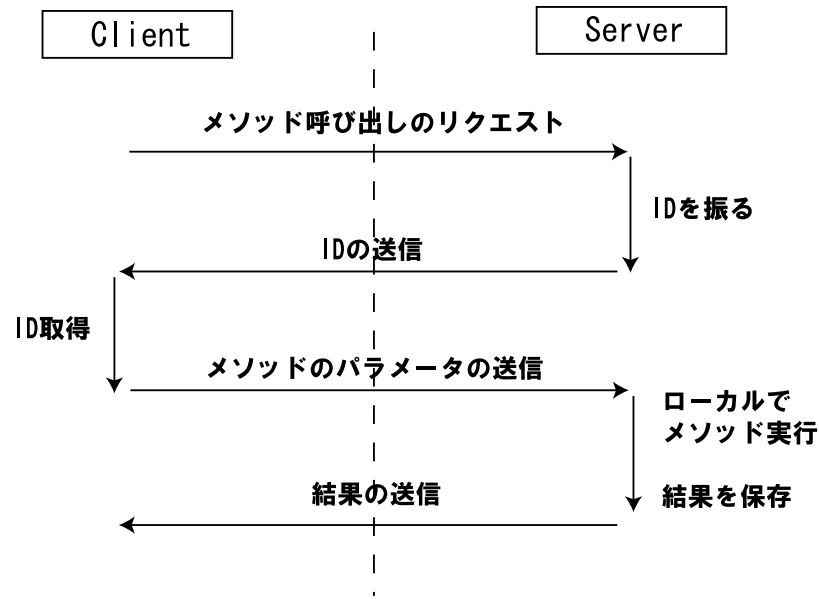 Client
Server
メソッド呼び出しのリクエスト
IDを振る
IDの送信
ID取得
メソッドのパラメータの送信
ローカルで
メソッド実行
結果を保存
結果の送信